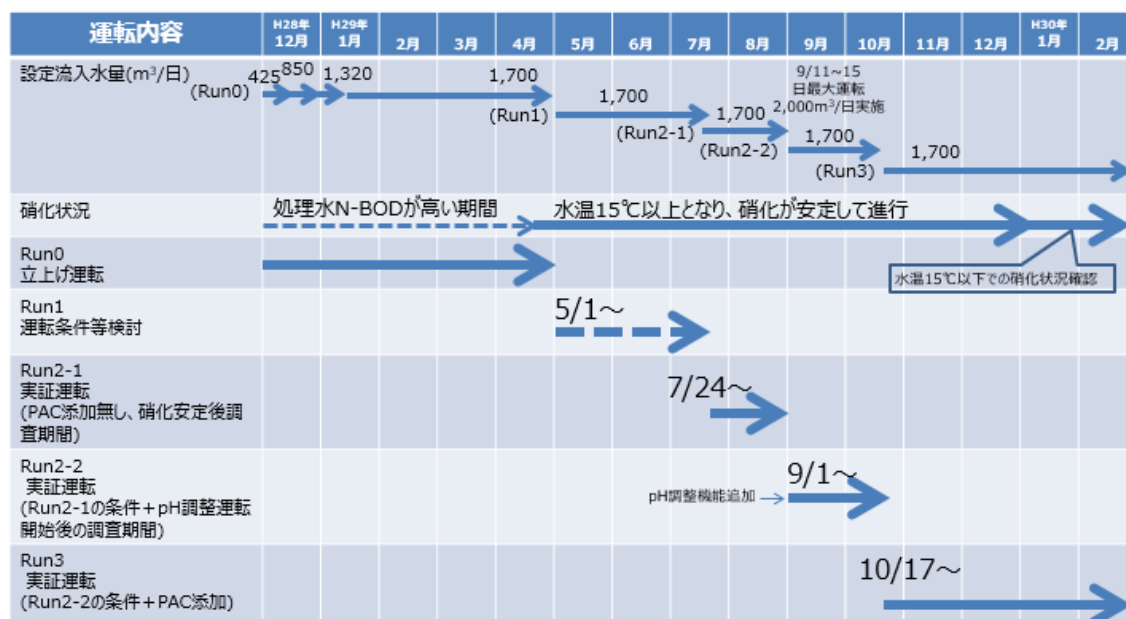 運転内容
H28年
12月
H29年
1月
2月
3月
4月
5月
6月
7月
8月
9月
10月
11月
12月
H30年
1月
2月
設定流入水量(m³/日)
(Run0)
425
850
1,320
1,700
(Run1)
1,700
(Run2-1)
1,700
(Run2-2)
9/11~15
日最大運転
2,000m³/日実施
1,700
(Run3)
1,700
硝化状況
処理水N-BODが高い期間
水温15℃以上となり、硝化が安定して進行
水温15℃以下での硝化状況確認
Run0
立上げ運転
Run1
運転条件等検討
5/1～
Run2-1
実証運転
(PAC添加無し、硝化安定後調
査期間)
7/24～
Run2-2
実証運転
(Run2-1の条件+pH調整運転
開始後の調査期間)
pH調整機能追加
9/1～
Run3
実証運転
(Run2-2の条件+PAC添加)
10/17～